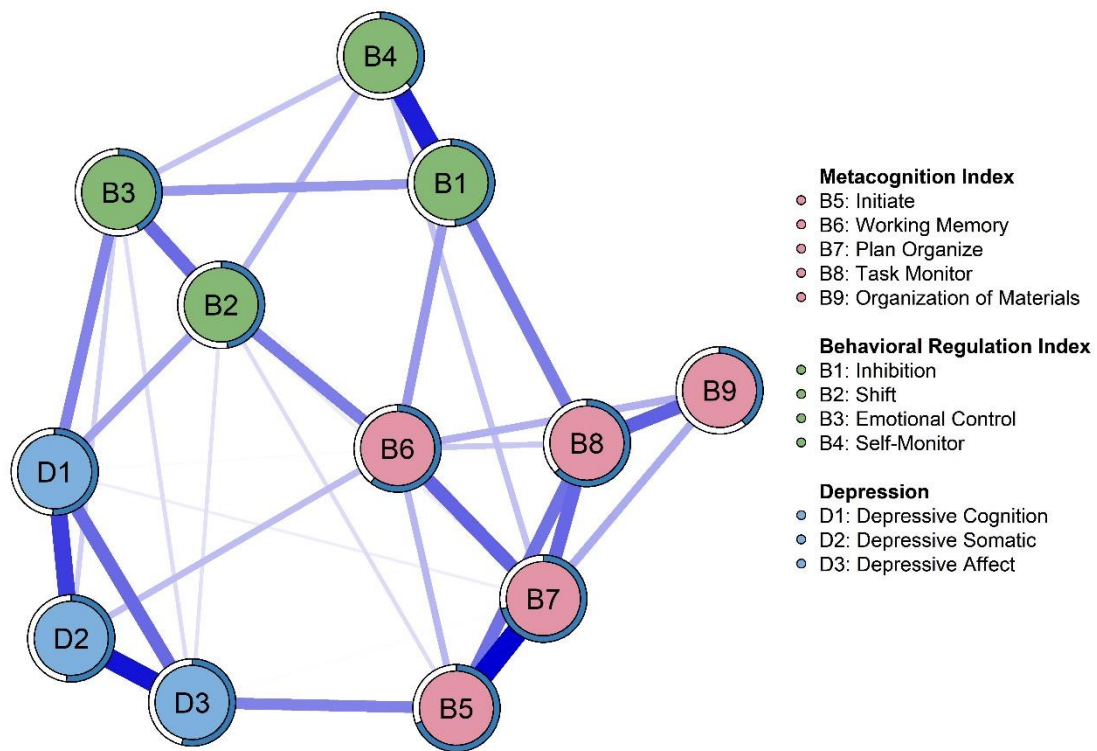 B4
B3
B1
B2
B9
B6
B8
D1
B7
D2
D3
B5
Metacognition Index
B5: Initiate
B6: Working Memory
B7: Plan Organize
B8: Task Monitor
B9: Organization of Materials
Behavioral Regulation Index
B1: Inhibition
B2: Shift
B3: Emotional Control
B4: Self-Monitor
Depression
D1: Depressive Cognition
D2: Depressive Somatic
D3: Depressive Affect